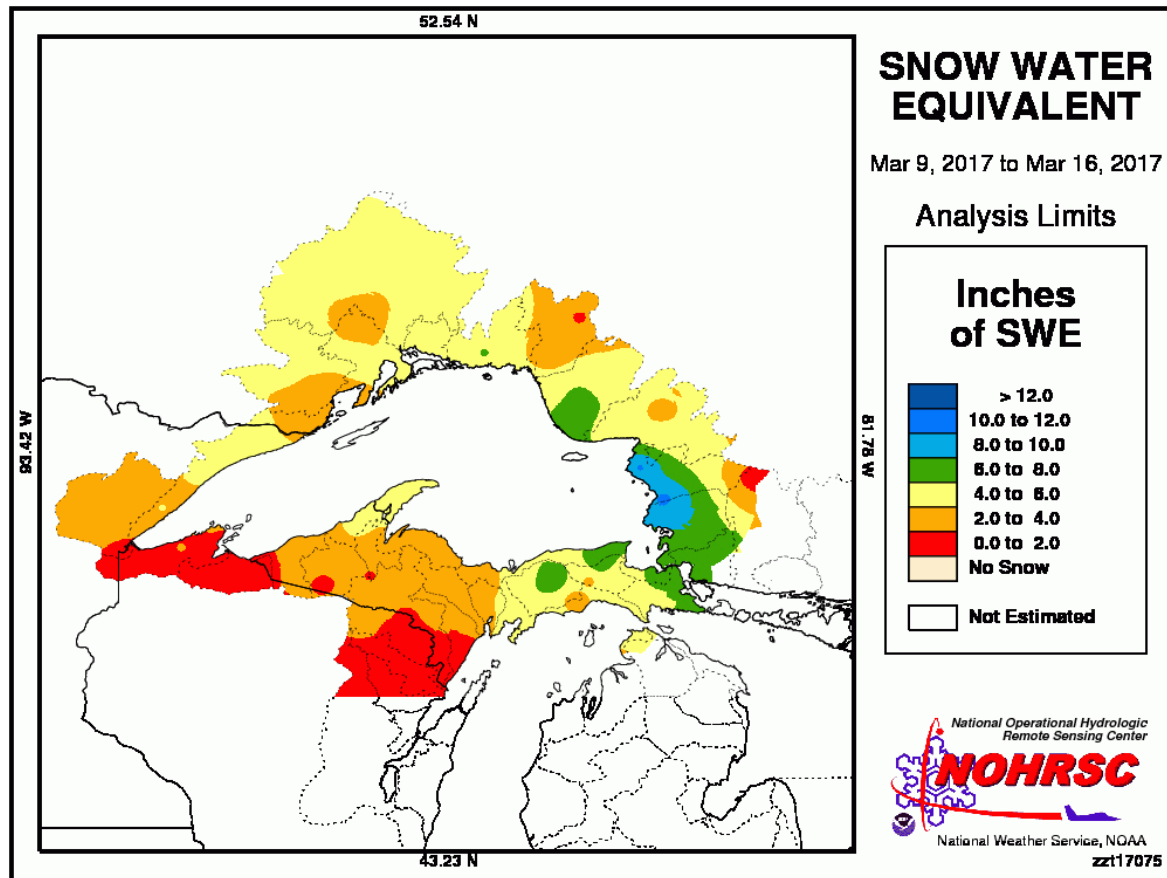 52.54 N
93.42 W
81.78 W
43.23 N
SNOW WATER
EQUIVALENT
Mar 9, 2017 to Mar 16, 2017
Analysis Limits
Inches
of SWE
> 12.0
10.0 to 12.0
8.0 to 10.0
6.0 to 8.0
4.0 to 6.0
2.0 to 4.0
0.0 to 2.0
No Snow
Not Estimated
National Operational Hydrologic
Remote Sensing Center
NOHRSC
National Weather Service, NOAA
zzt17075